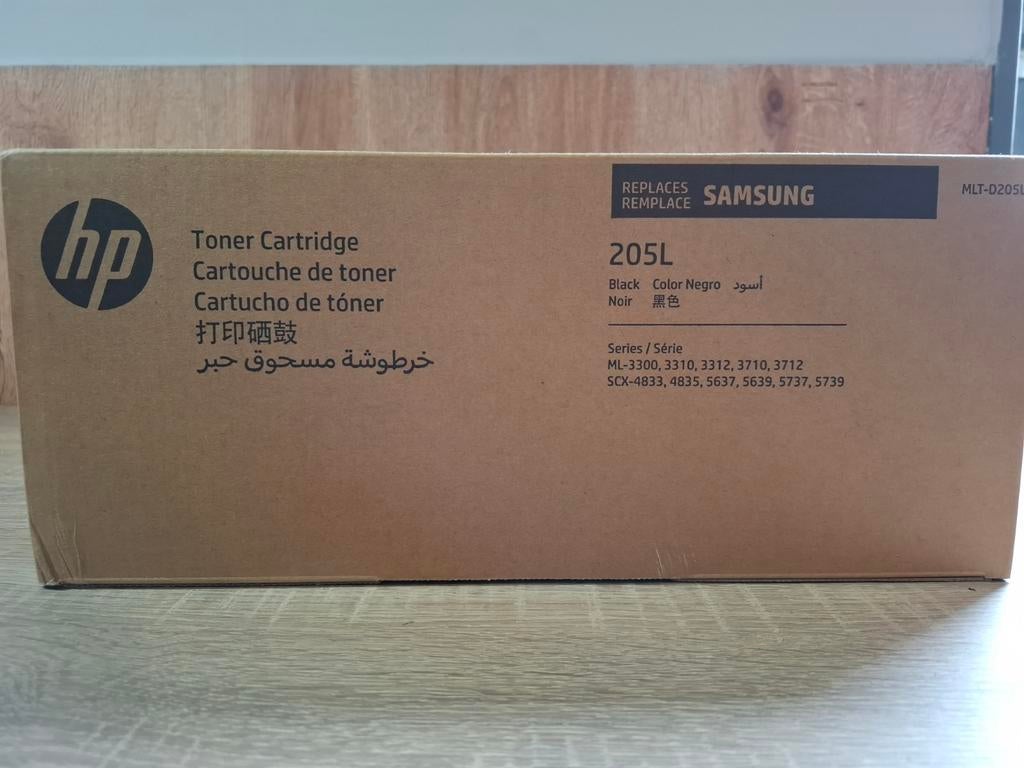 hp
Toner Cartridge
Cartouche de toner
Cartucho de tóner
打印硒鼓
خرطوشة مسحوق حبر
REPLACES
REMPLACE
SAMSUNG
MLT-D205L
205L
Black Color Negro أسود
Noir 黑色
Series / Série
ML-3300, 3310, 3312, 3710, 3712
SCX-4833, 4835, 5637, 5639, 5737, 5739